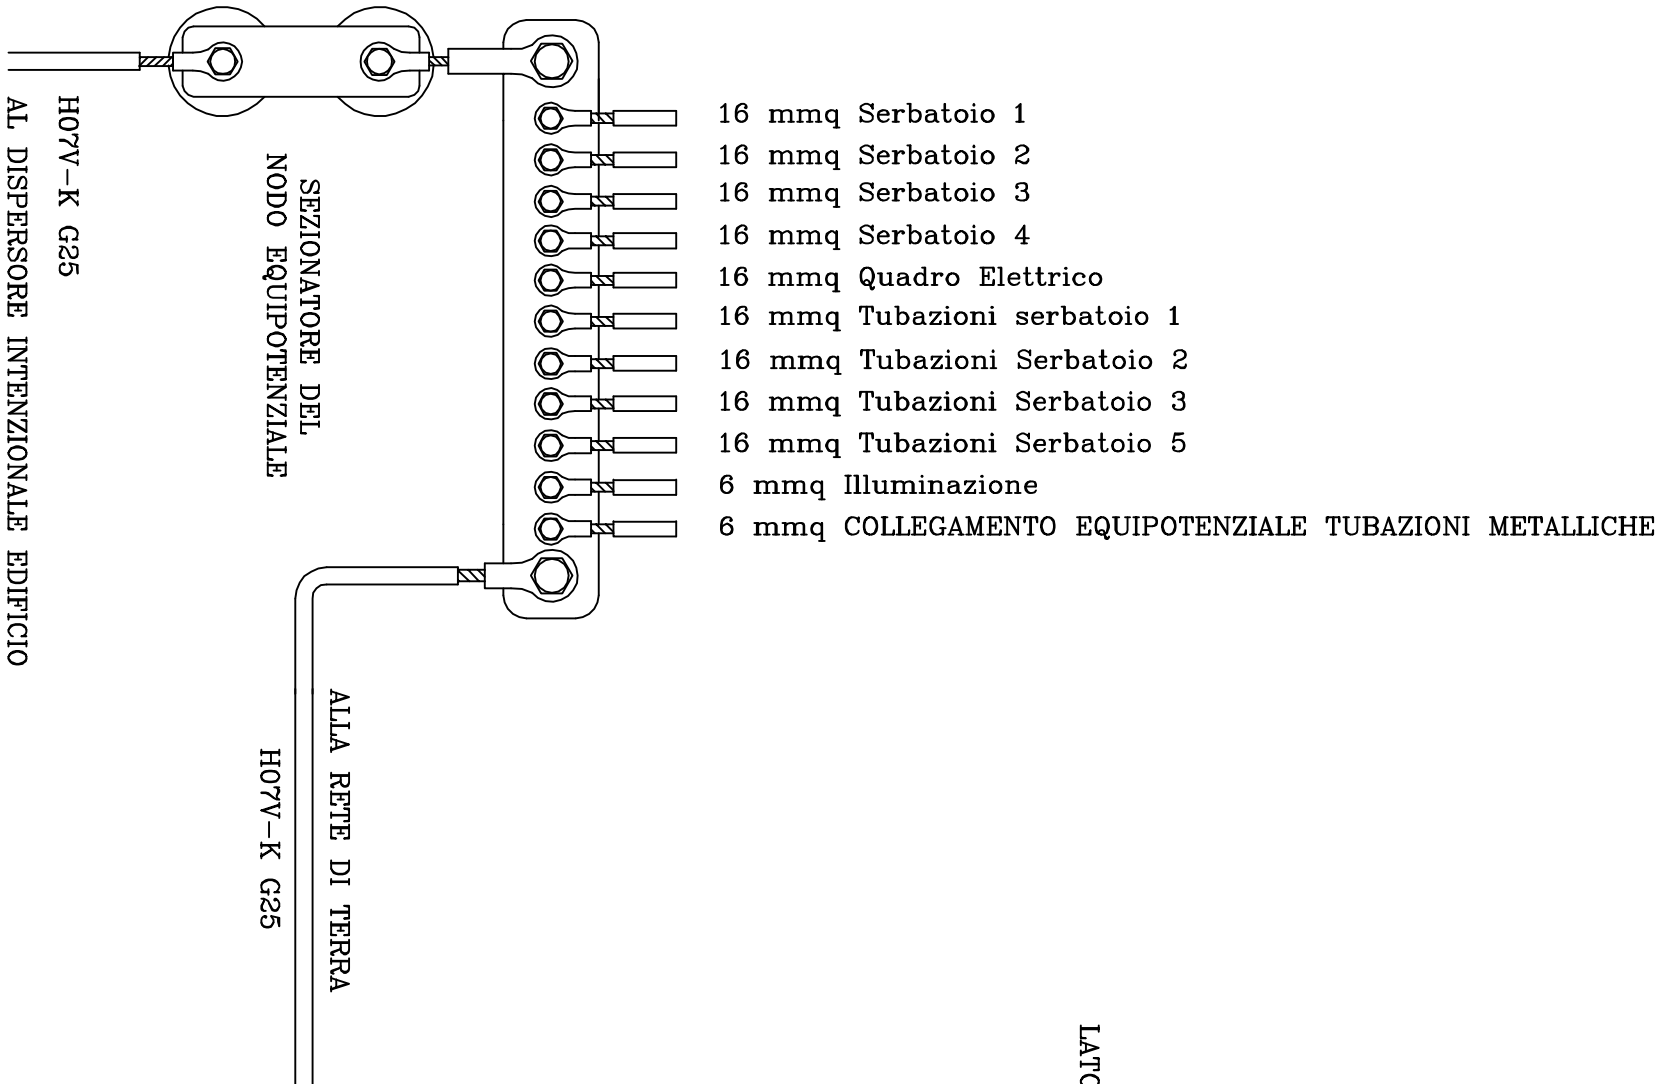 16 mmq Serbatoio 1
16 mmq Serbatoio 2
16 mmq Serbatoio 3
16 mmq Serbatoio 4
16 mmq Quadro Elettrico
16 mmq Tubazioni serbatoio 1
16 mmq Tubazioni Serbatoio 2
16 mmq Tubazioni Serbatoio 3
16 mmq Tubazioni Serbatoio 5
6 mmq Illuminazione
6 mmq COLLEGAMENTO EQUIPOTENZIALE TUBAZIONI METALLICHE
SEZIONATORE DEL
NODO EQUIPOTENZIALE
H07V-K G25
AL DISPERSORE INTENZIONALE EDIFICIO
ALLA RETE DI TERRA
H07V-K G25